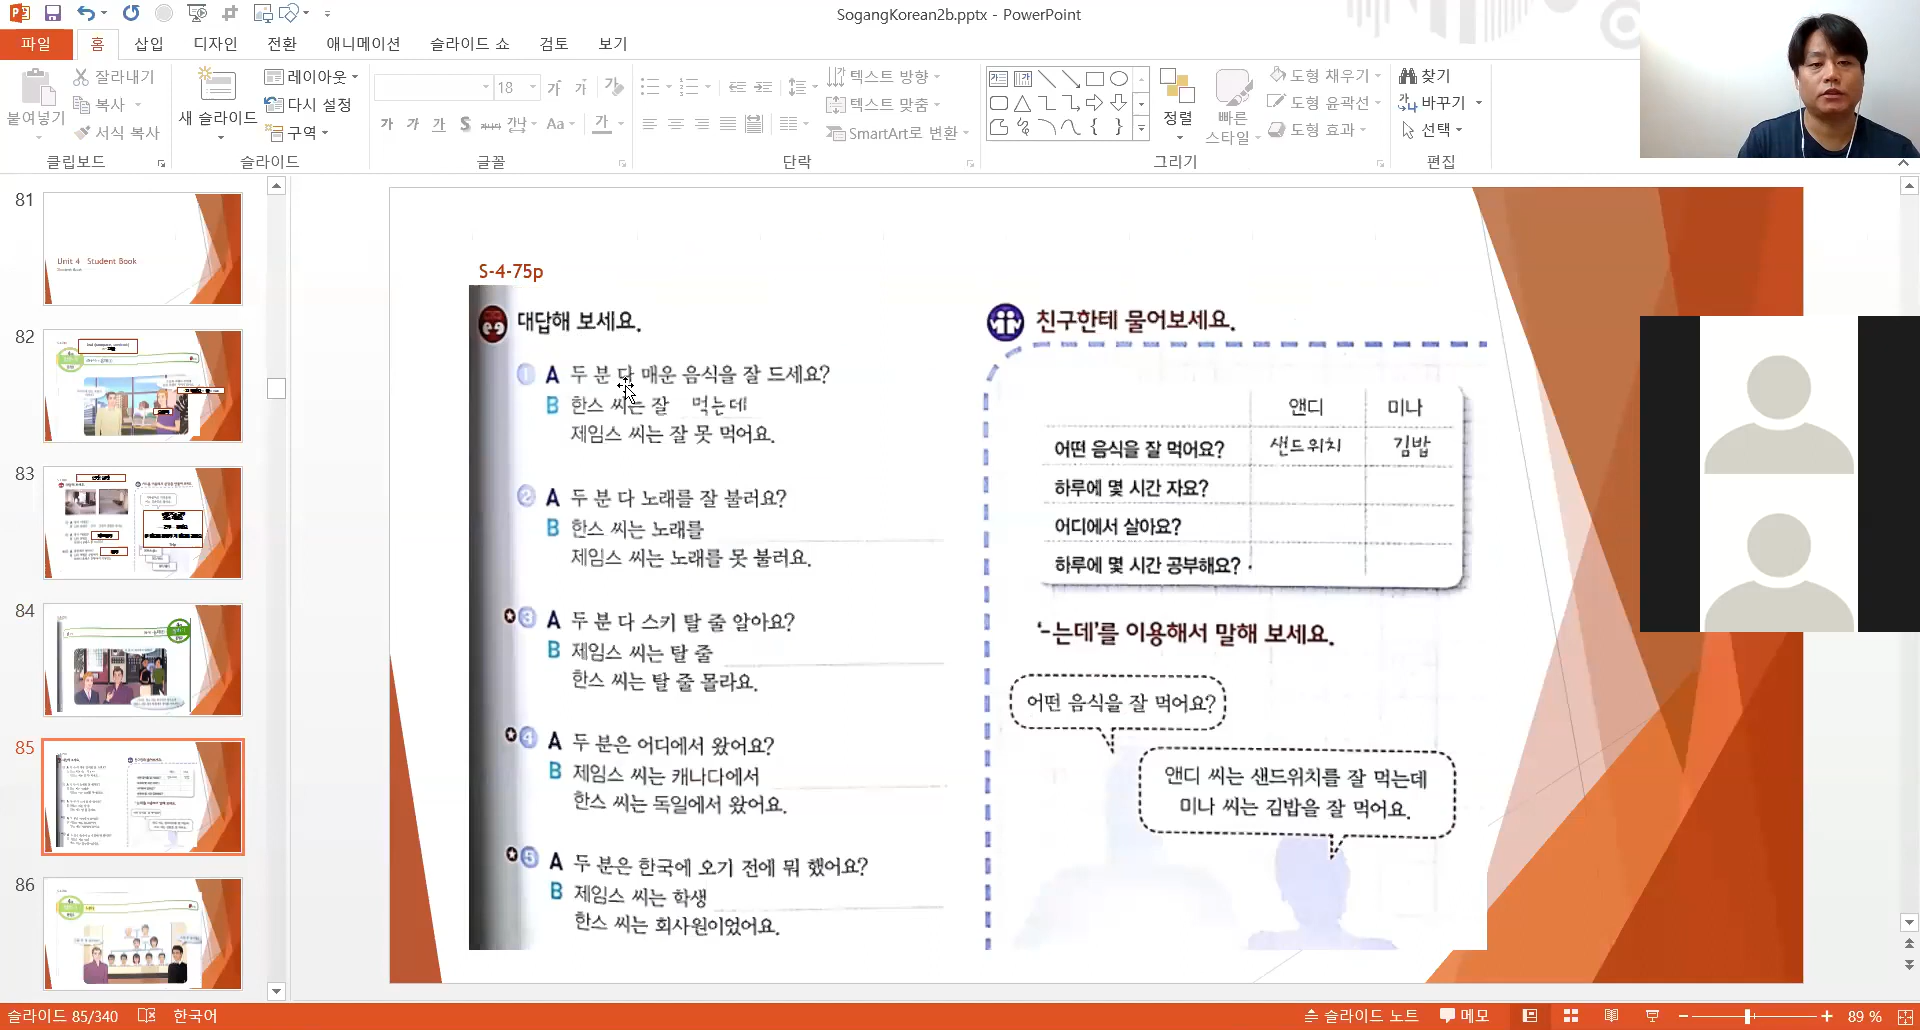 SogangKorean2b.pptx - PowerPoint
파일 홈 삽입 디자인 전환 애니메이션 슬라이드 쇼 검토 보기
붙여넣기
잘라내기
복사
서식 복사
클립보드
새 슬라이드
레이아웃
다시 설정
구역
슬라이드
18
가 가
가 가 가 S 가나다 간 Aa 가
글꼴
텍스트 방향
텍스트 맞춤
SmartArt로 변환
단락
정렬
빠른 스타일
도형 채우기
도형 윤곽선
도형 효과
그리기
찾기
바꾸기
선택
편집
81
Unit 4 Student Book
82
83
84
85
86
S-4-75p
대답해 보세요.
1 A 두 분 다 매운 음식을 잘 드세요?
B 한스 씨는 잘 먹는데
제임스 씨는 잘 못 먹어요.
2 A 두 분 다 노래를 잘 불러요?
B 한스 씨는 노래를
제임스 씨는 노래를 못 불러요.
3 A 두 분 다 스키 탈 줄 알아요?
B 제임스 씨는 탈 줄
한스 씨는 탈 줄 몰라요.
4 A 두 분은 어디에서 왔어요?
B 제임스 씨는 캐나다에서
한스 씨는 독일에서 왔어요.
5 A 두 분은 한국에 오기 전에 뭐 했어요?
B 제임스 씨는 학생
한스 씨는 회사원이었어요.
친구한테 물어보세요.
앤디 미나
어떤 음식을 잘 먹어요? 샌드위치 김밥
하루에 몇 시간 자요?
어디에서 살아요?
하루에 몇 시간 공부해요?
‘-는데’를 이용해서 말해 보세요.
어떤 음식을 잘 먹어요?
앤디 씨는 샌드위치를 잘 먹는데
미나 씨는 김밥을 잘 먹어요.
슬라이드 85/340 한국어 슬라이드 노트 메모 89 %